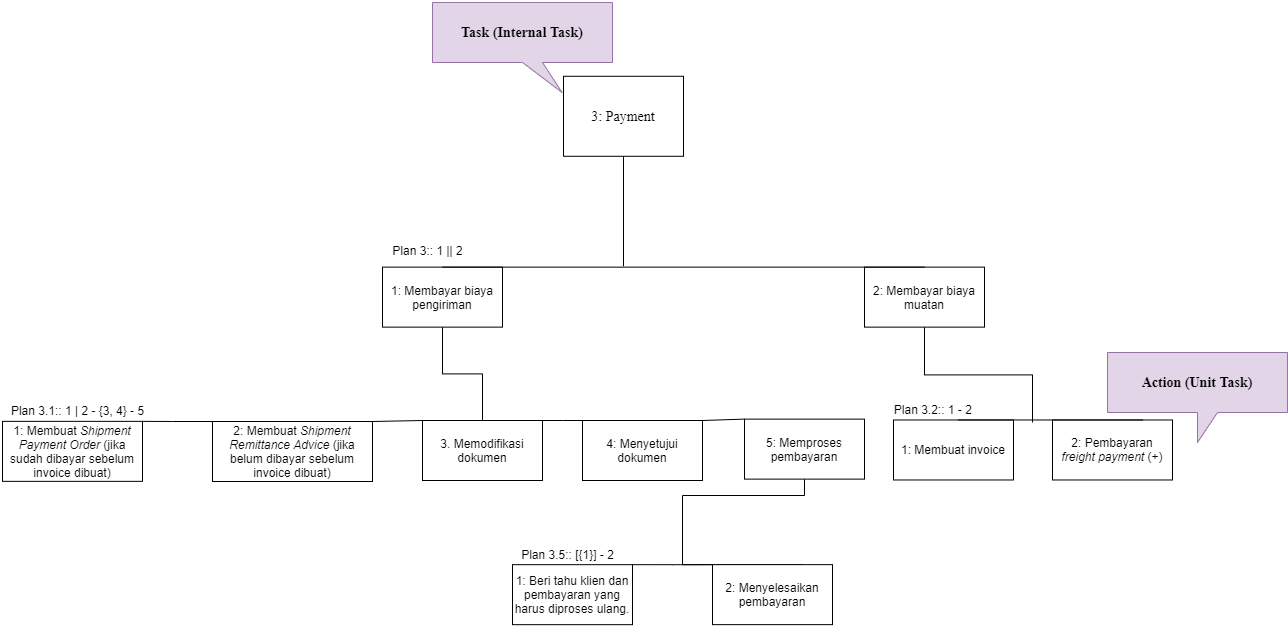 Task (Internal Task)
3: Payment
Plan 3:: 1 || 2
1: Membayar biaya
pengiriman
2: Membayar biaya
muatan
Action (Unit Task)
Plan 3.1:: 1 | 2 - {3, 4} - 5
1: Membuat Shipment
Payment Order (jika
sudah dibayar sebelum
invoice dibuat)
2: Membuat Shipment
Remittance Advice (jika
belum dibayar sebelum
invoice dibuat)
3. Memodifikasi
dokumen
4: Menyetujui
dokumen
5: Memproses
pembayaran
Plan 3.2:: 1 - 2
1: Membuat invoice
2: Pembayaran
freight payment (+)
Plan 3.5:: [{1}] - 2
1: Beri tahu klien dan
pembayaran yang
harus diproses ulang.
2: Menyelesaikan
pembayaran